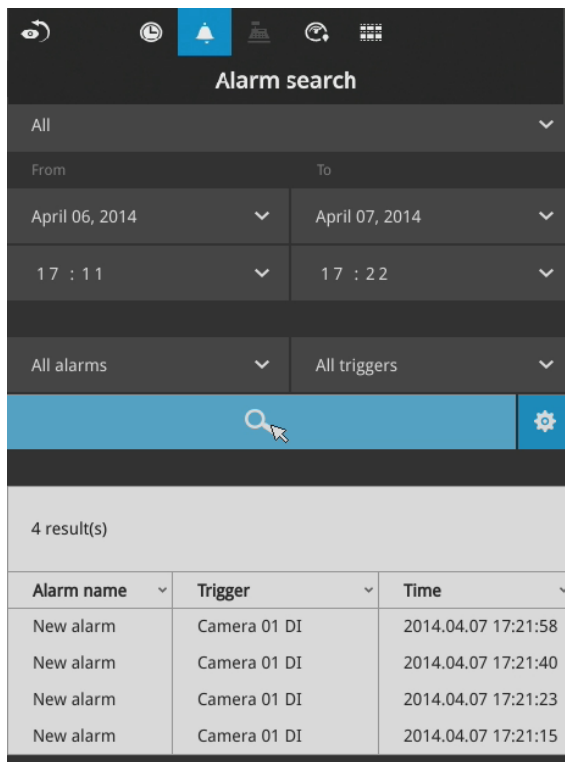 Alarm search
All
From To
April 06, 2014 April 07, 2014
17 : 11 17 : 22
All alarms All triggers
4 result(s)
Alarm name Trigger Time
New alarm Camera 01 DI 2014.04.07 17:21:58
New alarm Camera 01 DI 2014.04.07 17:21:40
New alarm Camera 01 DI 2014.04.07 17:21:23
New alarm Camera 01 DI 2014.04.07 17:21:15